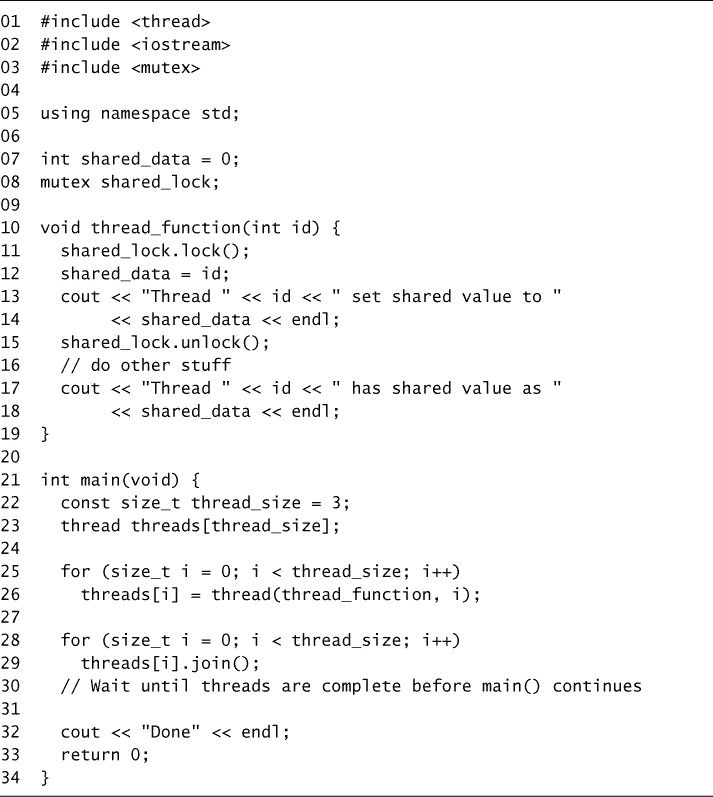 01 #include <thread>
02 #include <iostream>
03 #include <mutex>
04
05 using namespace std;
06
07 int shared_data = 0;
08 mutex shared_lock;
09
10 void thread_function(int id) {
11   shared_lock.lock();
12   shared_data = id;
13   cout << "Thread " << id << " set shared value to "
14        << shared_data << endl;
15   shared_lock.unlock();
16   // do other stuff
17   cout << "Thread " << id << " has shared value as "
18        << shared_data << endl;
19 }
20
21 int main(void) {
22   const size_t thread_size = 3;
23   thread threads[thread_size];
24
25   for (size_t i = 0; i < thread_size; i++)
26     threads[i] = thread(thread_function, i);
27
28   for (size_t i = 0; i < thread_size; i++)
29     threads[i].join();
30   // Wait until threads are complete before main() continues
31
32   cout << "Done" << endl;
33   return 0;
34 }